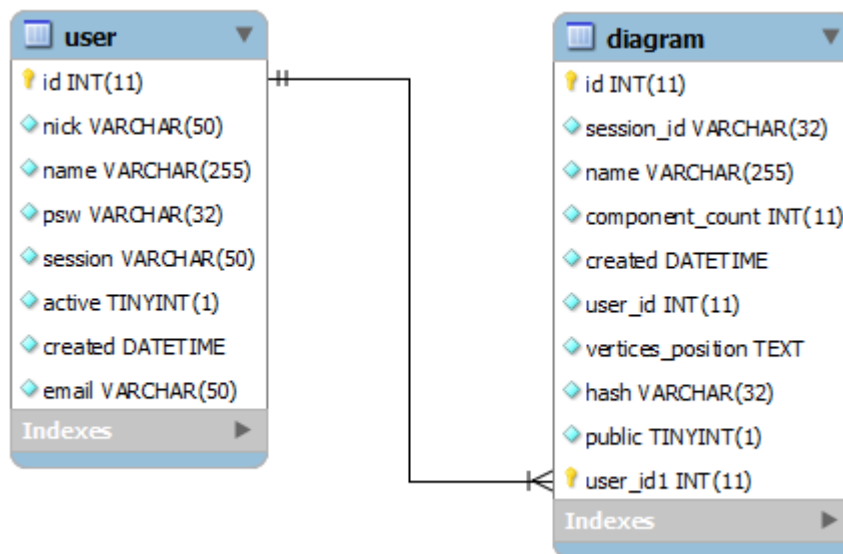 user
id INT(11)
nick VARCHAR(50)
name VARCHAR(255)
psw VARCHAR(32)
session VARCHAR(50)
active TINYINT(1)
created DATETIME
email VARCHAR(50)
Indexes
diagram
id INT(11)
session_id VARCHAR(32)
name VARCHAR(255)
component_count INT(11)
created DATETIME
user_id INT(11)
vertices_position TEXT
hash VARCHAR(32)
public TINYINT(1)
user_id1 INT(11)
Indexes